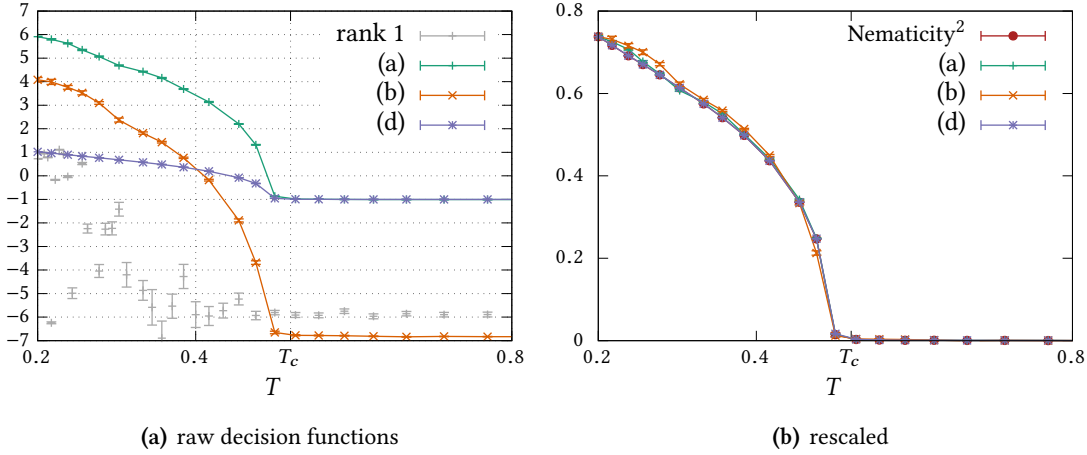 7
6
5
4
3
2
1
0
−1
−2
−3
−4
−5
−6
−7
0.2
0.4
T_c
0.8
T
rank 1
(a)
(b)
(d)
(a) raw decision functions
0.8
0.6
0.4
0.2
0
0.2
0.4
T_c
0.8
T
Nematicity²
(a)
(b)
(d)
(b) rescaled